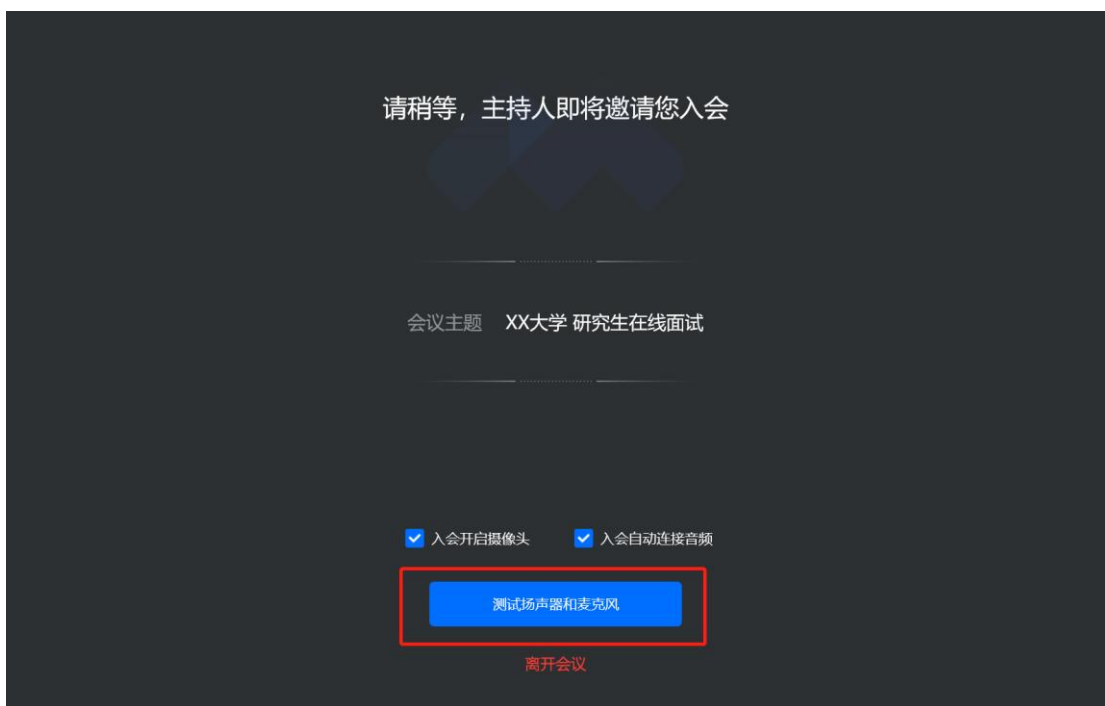 请稍等，主持人即将邀请您入会
会议主题 XX大学 研究生在线面试
入会开启摄像头 入会自动连接音频
测试扬声器和麦克风
离开会议